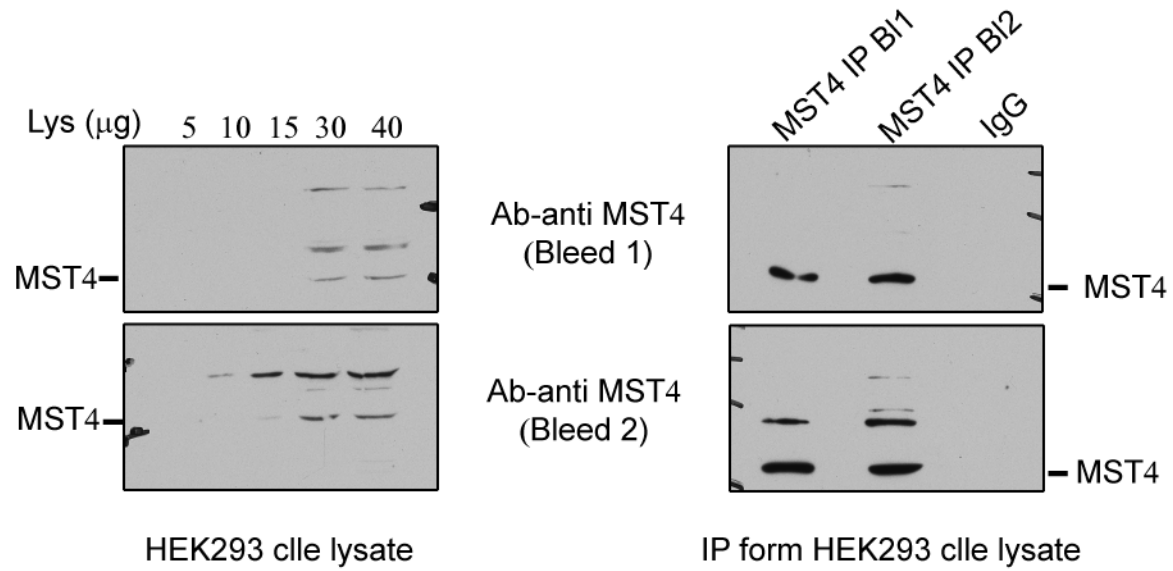 MST4 IP Bl1
MST4 IP Bl2
IgG
Lys (μg) 5 10 15 30 40
Ab-anti MST4
(Bleed 1)
MST4
MST4
Ab-anti MST4
(Bleed 2)
MST4
MST4
HEK293 clle lysate
IP form HEK293 clle lysate